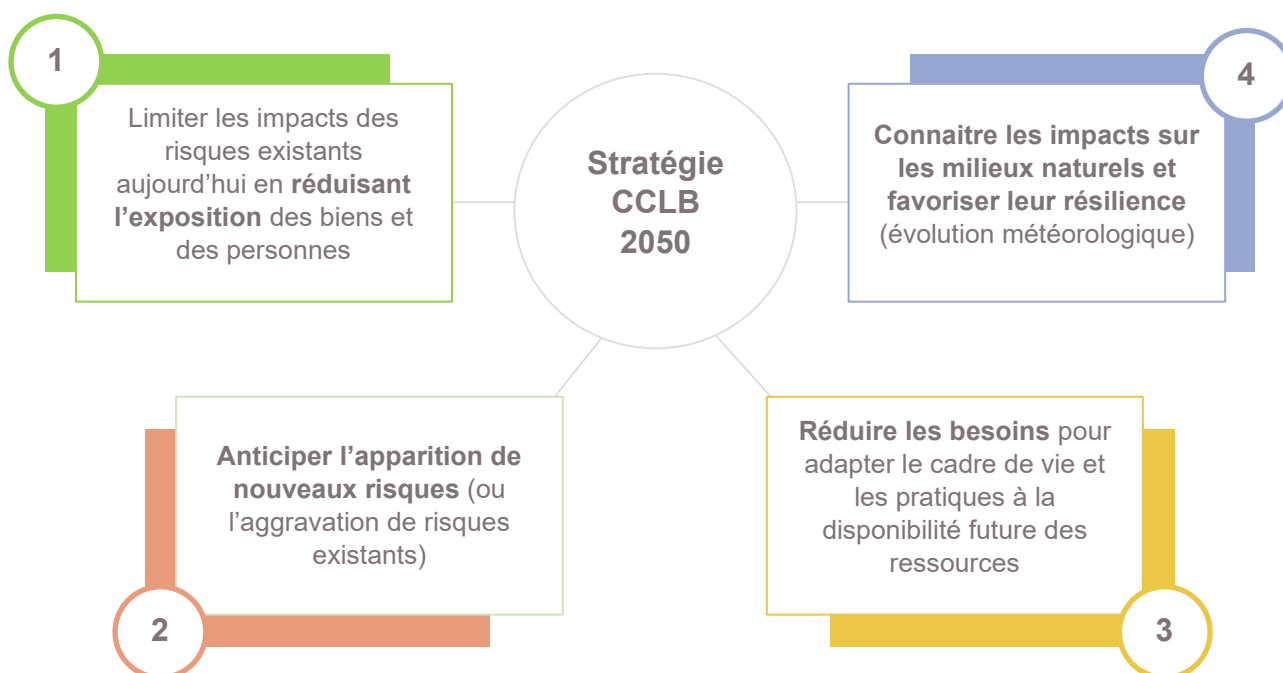 1
Limiter les impacts des
risques existants
aujourd’hui en réduisant
l’exposition des biens et
des personnes
Stratégie
CCLB
2050
4
Connaitre les impacts sur
les milieux naturels et
favoriser leur résilience
(évolution météorologique)
Anticiper l’apparition de
nouveaux risques (ou
l’aggravation de risques
existants)
2
Réduire les besoins pour
adapter le cadre de vie et
les pratiques à la
disponibilité future des
ressources
3